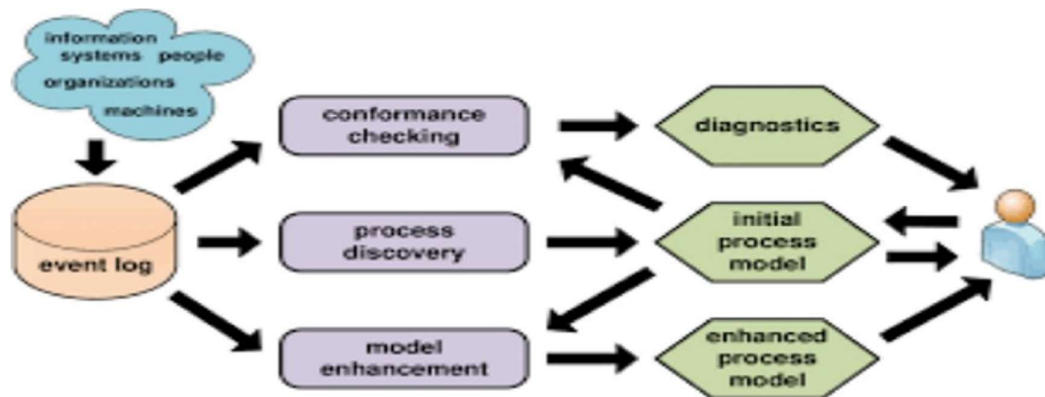 information
systems people
organizations
machines
conformance
checking
diagnostics
event log
process
discovery
initial
process
model
model
enhancement
enhanced
process
model